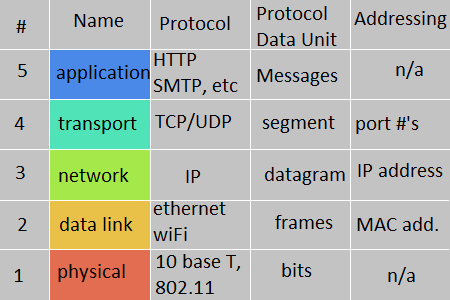 # Name Protocol Protocol Data Unit Addressing
5 application HTTP SMTP, etc Messages n/a
4 transport TCP/UDP segment port #'s
3 network IP datagram IP address
2 data link ethernet wiFi frames MAC add.
1 physical 10 base T, 802.11 bits n/a